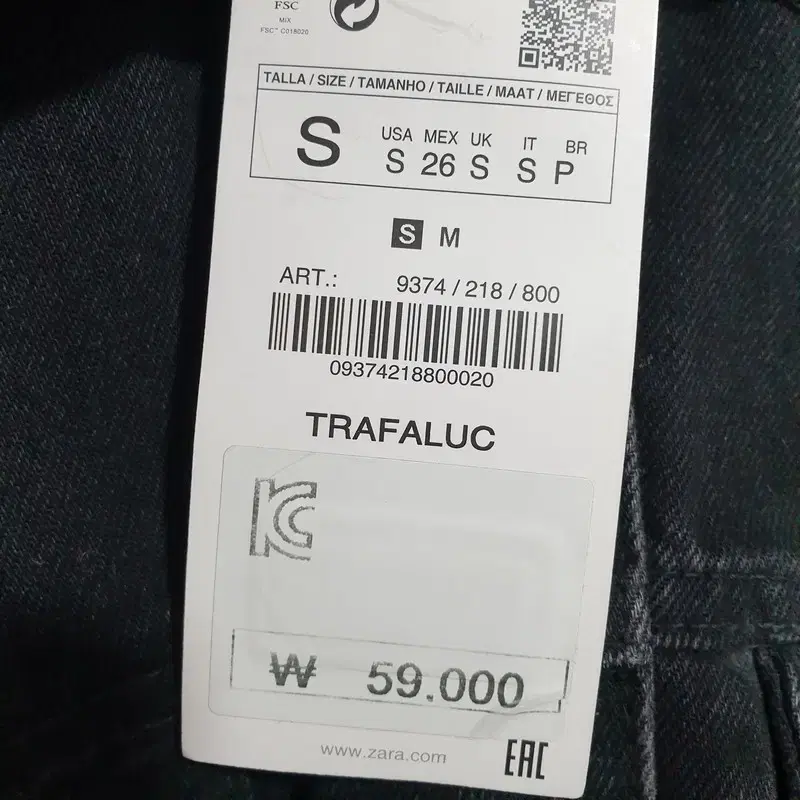 FSC
MIX
FSC™ C018020
TALLA / SIZE / TAMANHO / TAILLE / MAAT / ΜΕΓΕΘΟΣ
S
USA MEX UK IT BR
S 26 S S P
S M
ART.: 9374 / 218 / 800
09374218800020
TRAFALUC
₩ 59.000
www.zara.com
EAC